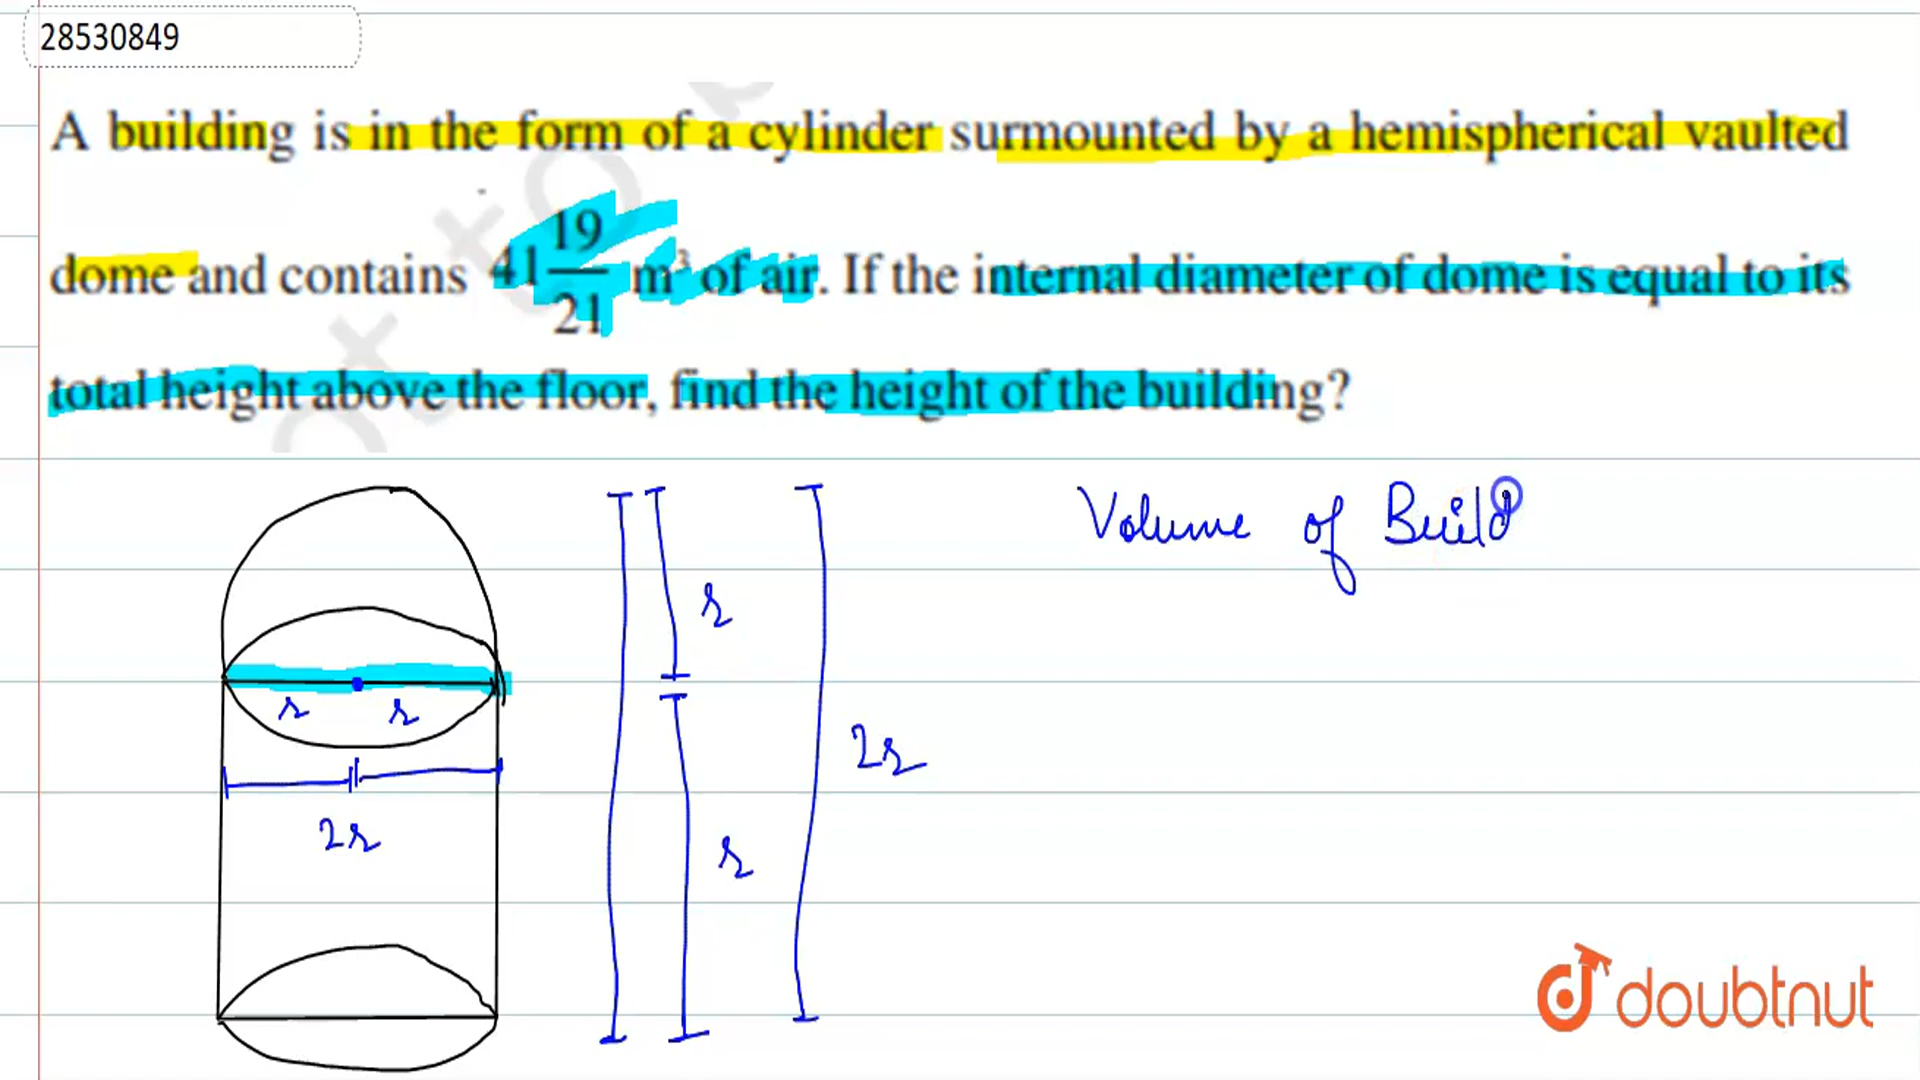 28530849
A building is in the form of a cylinder surmounted by a hemispherical vaulted
dome and contains 41 19/21 m³ of air. If the internal diameter of dome is equal to its
total height above the floor, find the height of the building?
Volume of Build
r
r r
2r
2r
r
doubtnut